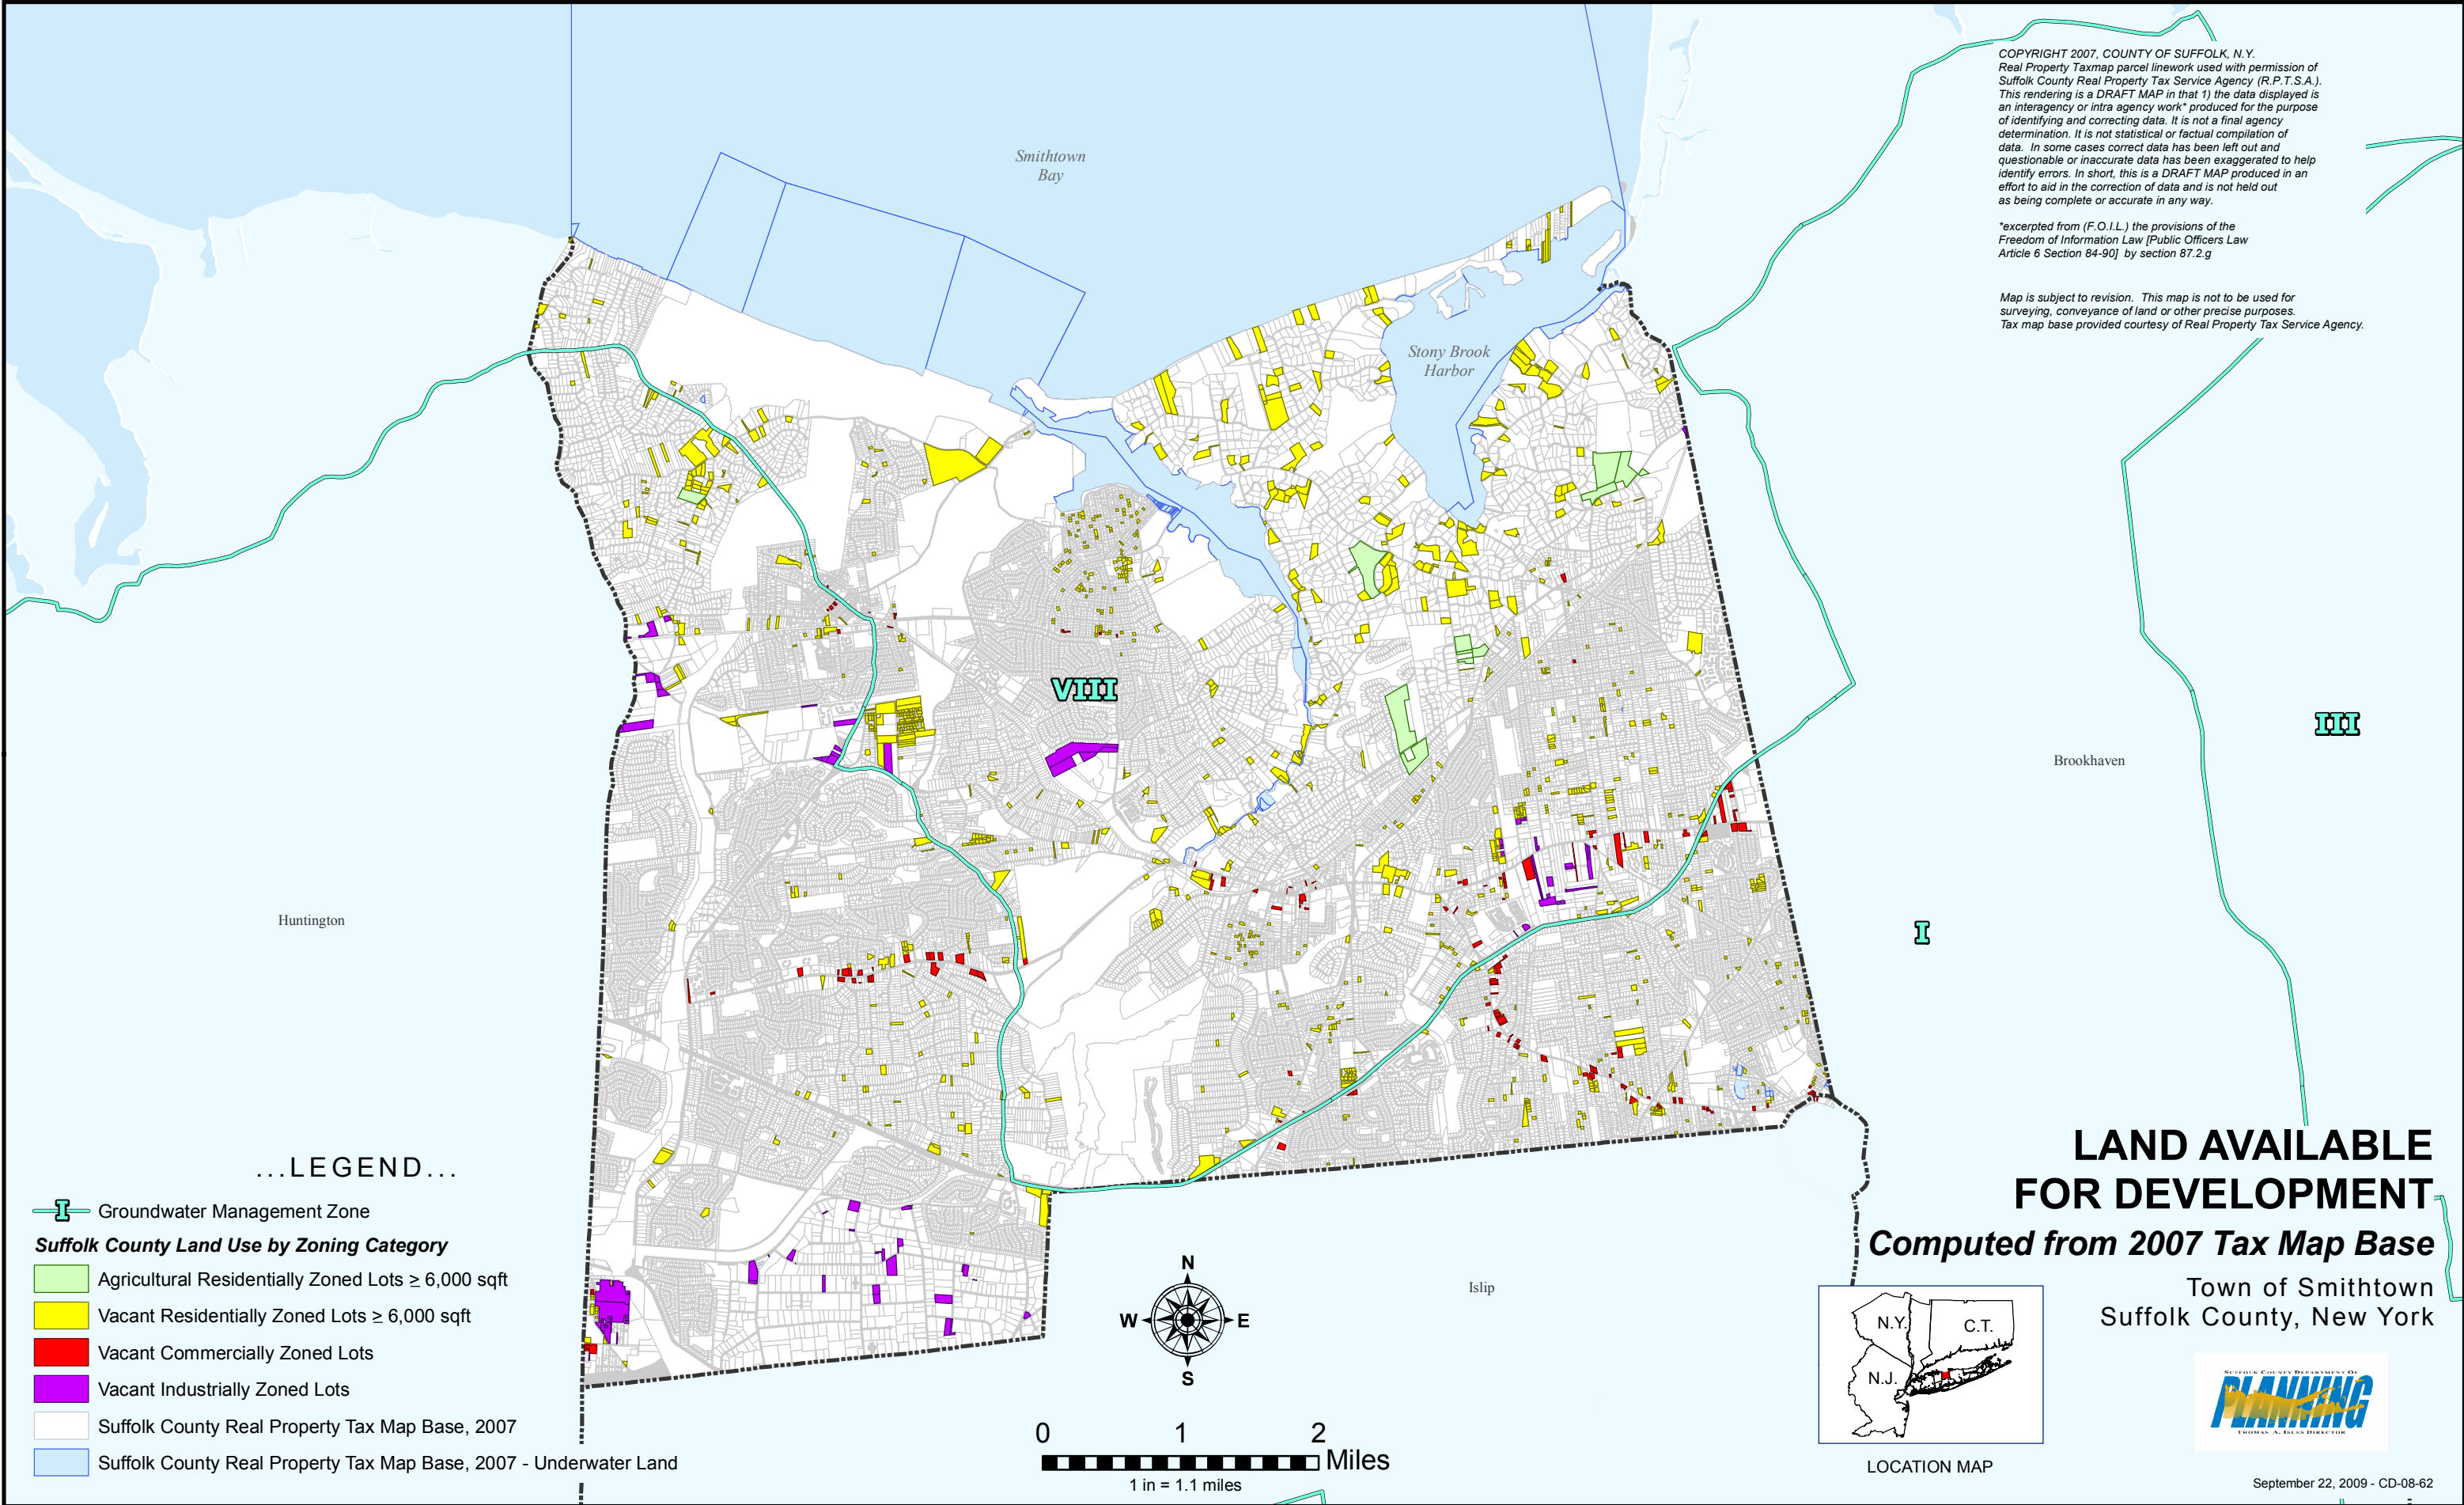 COPYRIGHT 2007, COUNTY OF SUFFOLK, N.Y.
Real Property Taxmap parcel linework used with permission of
Suffolk County Real Property Tax Service Agency (R.P.T.S.A.).
This rendering is a DRAFT MAP in that 1) the data displayed is
an interagency or intra agency work* produced for the purpose
of identifying and correcting data. It is not a final agency
determination. It is not statistical or factual compilation of
data. In some cases correct data has been left out and
questionable or inaccurate data has been exaggerated to help
identify errors. In short, this is a DRAFT MAP produced in an
effort to aid in the correction of data and is not held out
as being complete or accurate in any way.
*excerpted from (F.O.I.L.) the provisions of the
Freedom of Information Law [Public Officers Law
Article 6 Section 84-90] by section 87.2.g
Map is subject to revision. This map is not to be used for
surveying, conveyance of land or other precise purposes.
Tax map base provided courtesy of Real Property Tax Service Agency.
Smithtown
Bay
Stony Brook
Harbor
VIII
III
Brookhaven
I
Huntington
Islip
...LEGEND...
I Groundwater Management Zone
Suffolk County Land Use by Zoning Category
Agricultural Residentially Zoned Lots ≥ 6,000 sqft
Vacant Residentially Zoned Lots ≥ 6,000 sqft
Vacant Commercially Zoned Lots
Vacant Industrially Zoned Lots
Suffolk County Real Property Tax Map Base, 2007
Suffolk County Real Property Tax Map Base, 2007 - Underwater Land
N
W E
S
0 1 2
Miles
1 in = 1.1 miles
LAND AVAILABLE
FOR DEVELOPMENT
Computed from 2007 Tax Map Base
Town of Smithtown
Suffolk County, New York
N.Y. C.T.
N.J.
LOCATION MAP
SUFFOLK COUNTY DEPARTMENT OF
PLANNING
THOMAS A. ISLES DIRECTOR
September 22, 2009 - CD-08-62